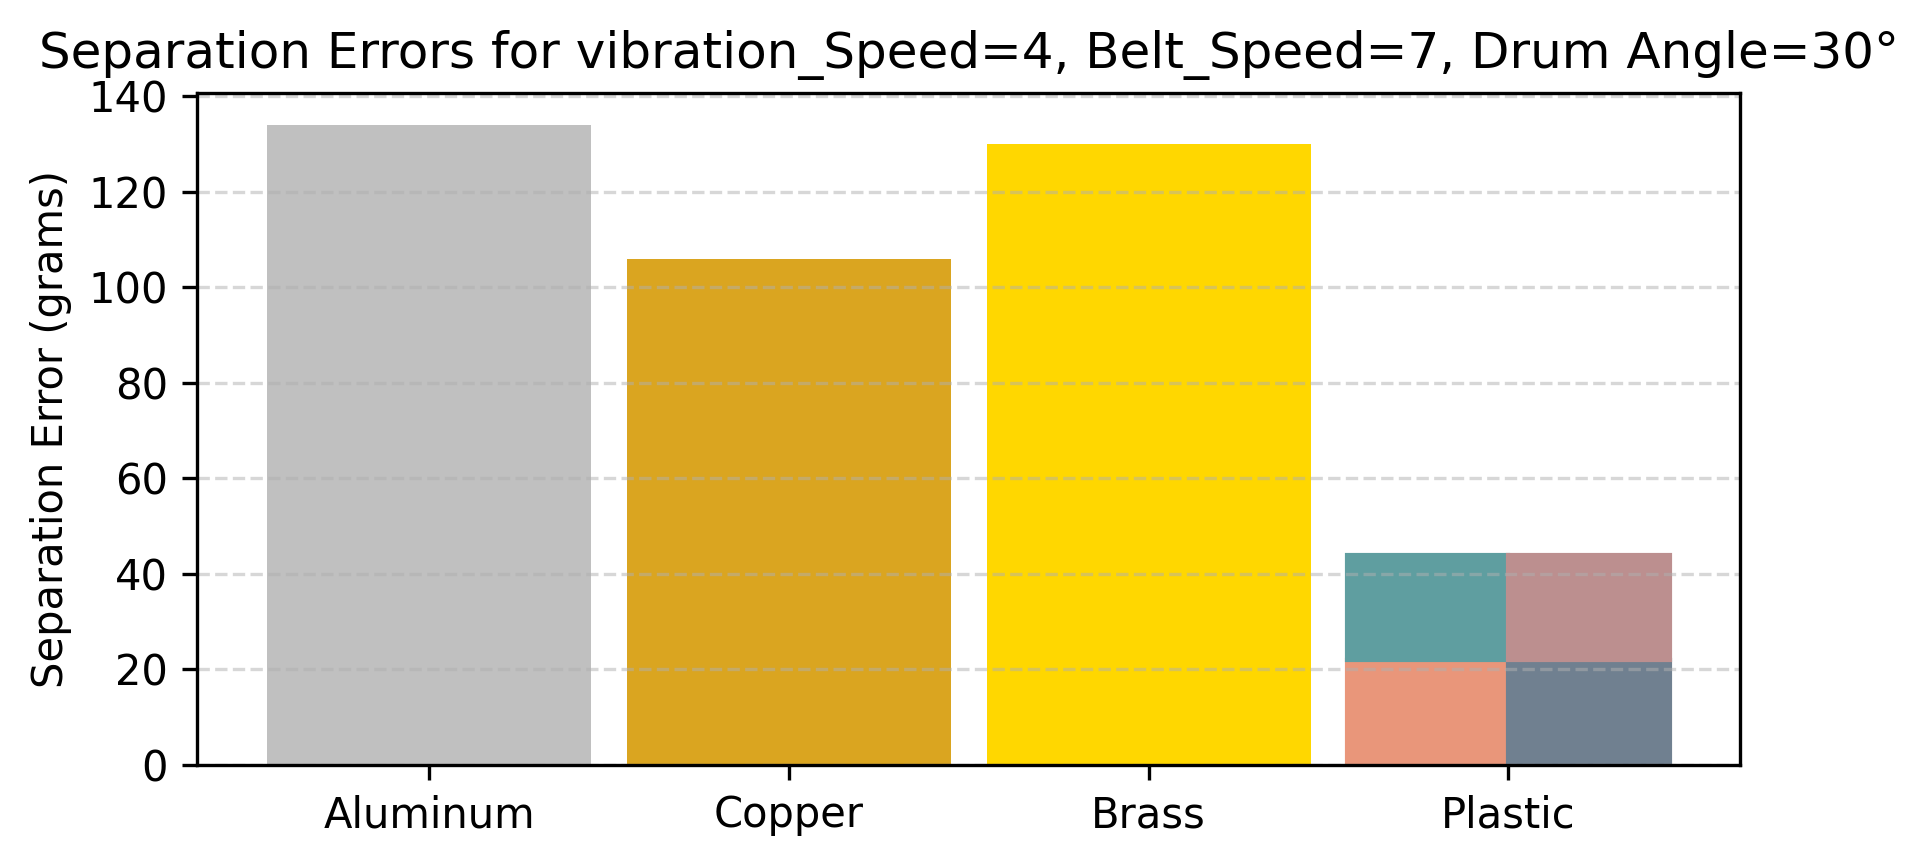 Separation Errors for vibration_Speed=4, Belt_Speed=7, Drum Angle=30°
Separation Error (grams)
140
120
100
80
60
40
20
0
Aluminum
Copper
Brass
Plastic